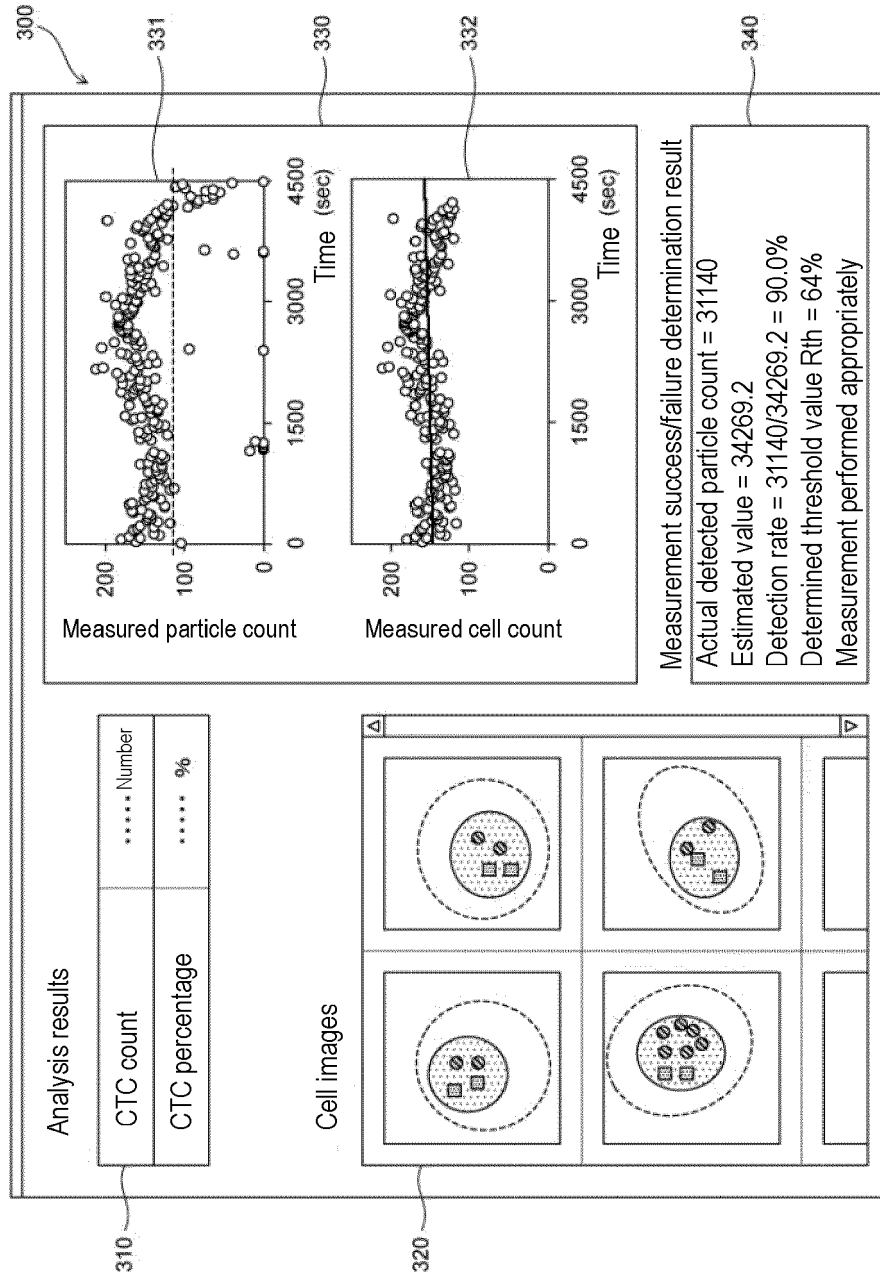 300
Analysis results
310
CTC count
***** Number
CTC percentage
***** %
Cell images
320
330
331
Measured particle count
200
100
0
0
1500
3000
4500
Time (sec)
332
Measured cell count
200
100
0
0
1500
3000
4500
Time (sec)
Measurement success/failure determination result
340
Actual detected particle count = 31140
Estimated value = 34269.2
Detection rate = 31140/34269.2 = 90.0%
Determined threshold value Rth = 64%
Measurement performed appropriately